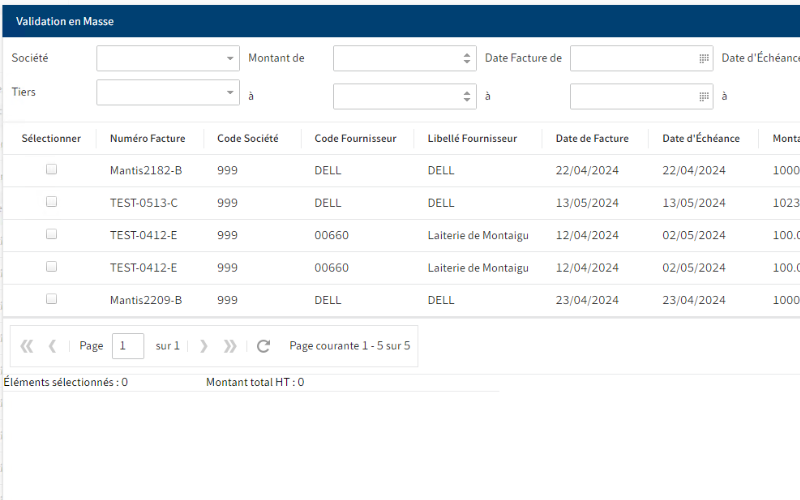 Validation en Masse
Société Montant de Date Facture de Date d'Échéance
Tiers à à à
Sélectionner Numéro Facture Code Société Code Fournisseur Libellé Fournisseur Date de Facture Date d'Échéance Monta
Mantis2182-B 999 DELL DELL 22/04/2024 22/04/2024 1000
TEST-0513-C 999 DELL DELL 13/05/2024 13/05/2024 1023
TEST-0412-E 999 00660 Laiterie de Montaigu 12/04/2024 02/05/2024 100.0
TEST-0412-E 999 00660 Laiterie de Montaigu 12/04/2024 02/05/2024 100.0
Mantis2209-B 999 DELL DELL 23/04/2024 23/04/2024 1000
Page 1 sur 1 Page courante 1 - 5 sur 5
Éléments sélectionnés : 0 Montant total HT : 0